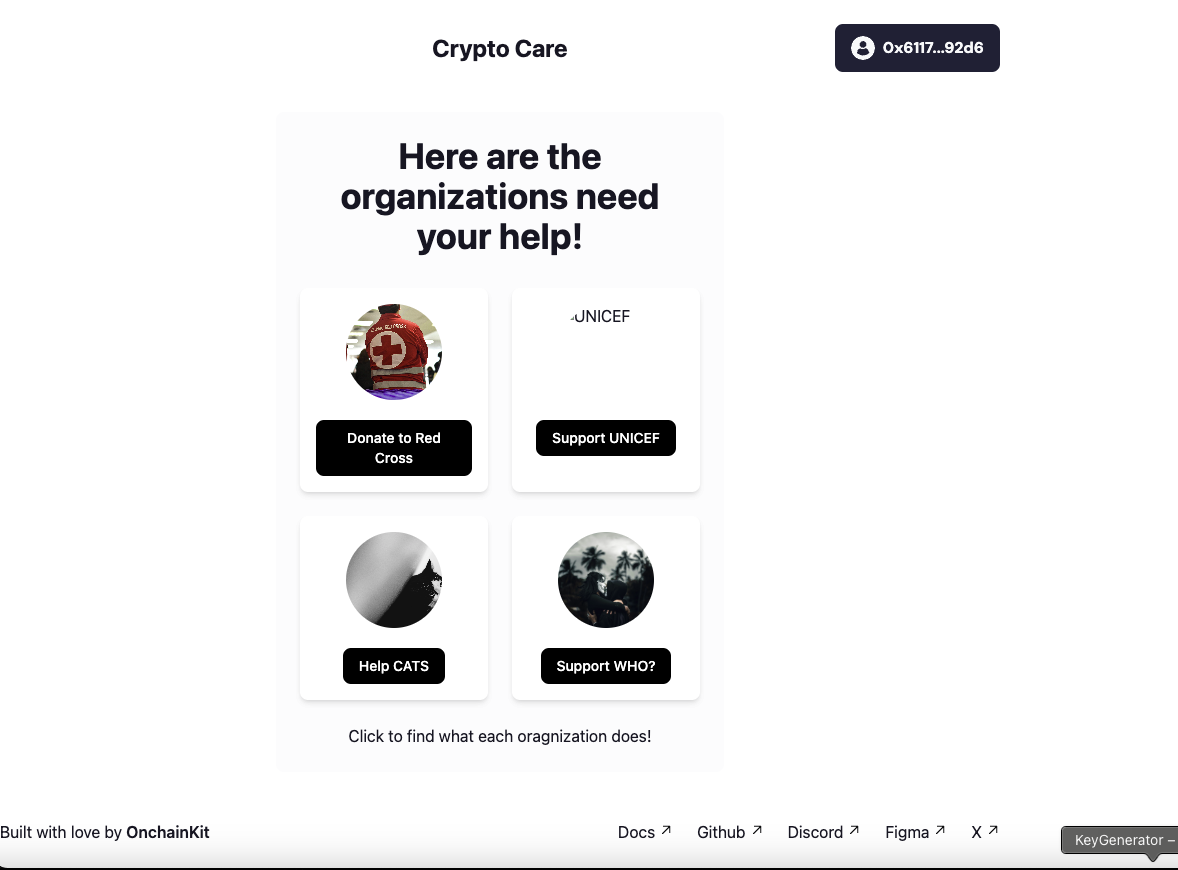 Crypto Care
0x6117...92d6
Here are the
organizations need
your help!
UNICEF
Donate to Red
Cross
Support UNICEF
Help CATS
Support WHO?
Click to find what each oragnization does!
Built with love by OnchainKit
Docs ↗ Github ↗ Discord ↗ Figma ↗ X ↗
KeyGenerator –